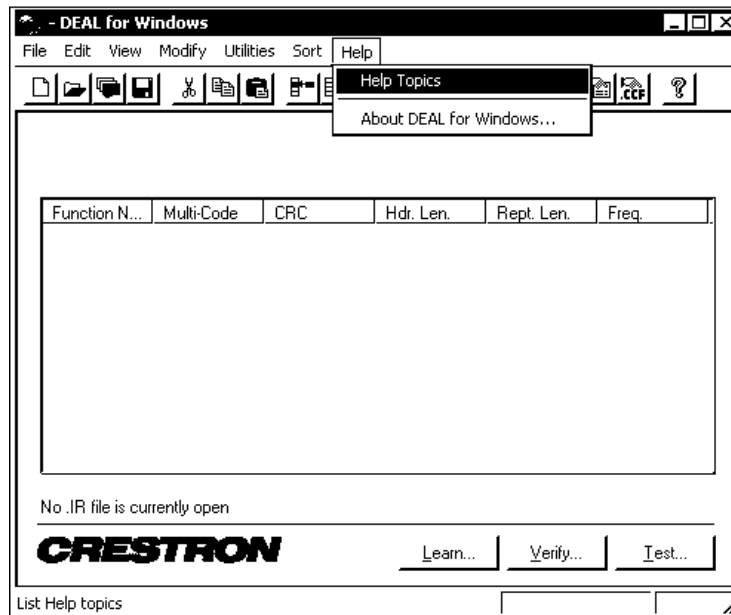 - DEAL for Windows
File Edit View Modify Utilities Sort Help
Help Topics
.CCF
About DEAL for Windows...
Function N... Multi-Code CRC Hdr. Len. Rept. Len. Freq.
No .IR file is currently open
CRESTRON Learn... Verify... Test...
List Help topics